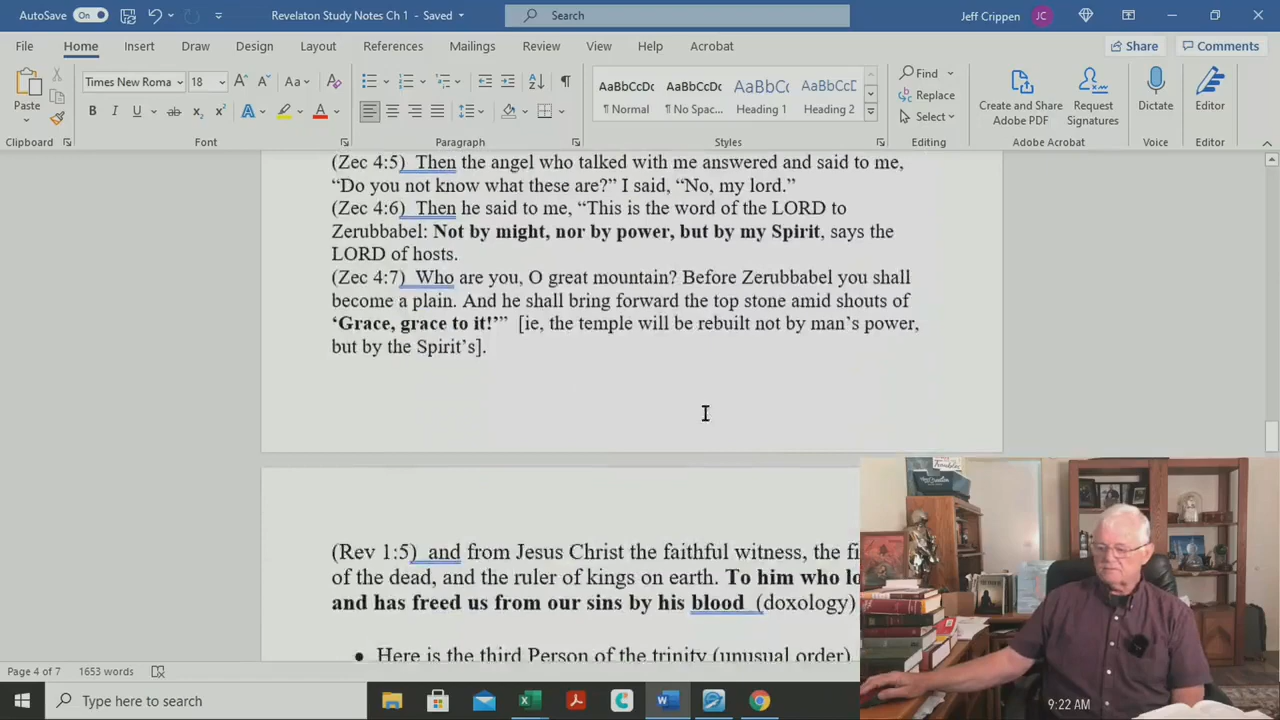 AutoSave On Revelaton Study Notes Ch 1 - Saved Search Jeff Crippen JC
File Home Insert Draw Design Layout References Mailings Review View Help Acrobat Share Comments
Paste
Clipboard
Times New Roma 18 Aa
B I U ab x₂ x² A A
Font
Paragraph
AaBbCcDc AaBbCcDc AaBbC( AaBbCcD
¶ Normal ¶ No Spac... Heading 1 Heading 2
Styles
Find
Replace
Select
Editing
Create and Share
Adobe PDF
Request
Signatures
Adobe Acrobat
Dictate
Voice
Editor
Editor
(Zec 4:5) Then the angel who talked with me answered and said to me,
“Do you not know what these are?” I said, “No, my lord.”
(Zec 4:6) Then he said to me, “This is the word of the LORD to
Zerubbabel: Not by might, nor by power, but by my Spirit, says the
LORD of hosts.
(Zec 4:7) Who are you, O great mountain? Before Zerubbabel you shall
become a plain. And he shall bring forward the top stone amid shouts of
‘Grace, grace to it!’” [ie, the temple will be rebuilt not by man’s power,
but by the Spirit’s].
(Rev 1:5) and from Jesus Christ the faithful witness, the fi
of the dead, and the ruler of kings on earth. To him who lo
and has freed us from our sins by his blood (doxology)
• Here is the third Person of the trinity (unusual order)
Page 4 of 7 1653 words
Type here to search
9:22 AM